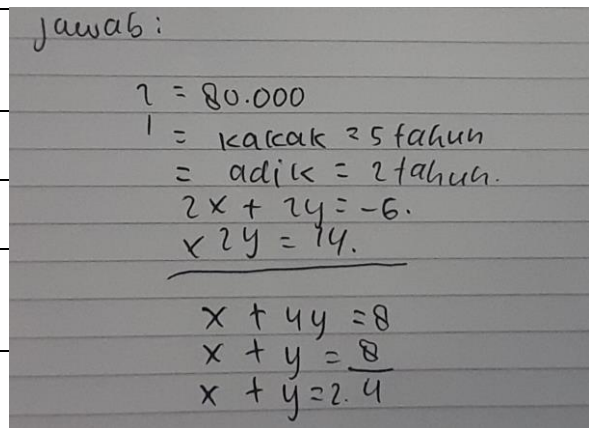 Jawab :
2 = 80.000
1 = kakak = 5 tahun
= adik = 2 tahun.
2x + 2y = -6.
x 2y = 14.
x + 4y = 8
x + y = 8
x + y = 2.4